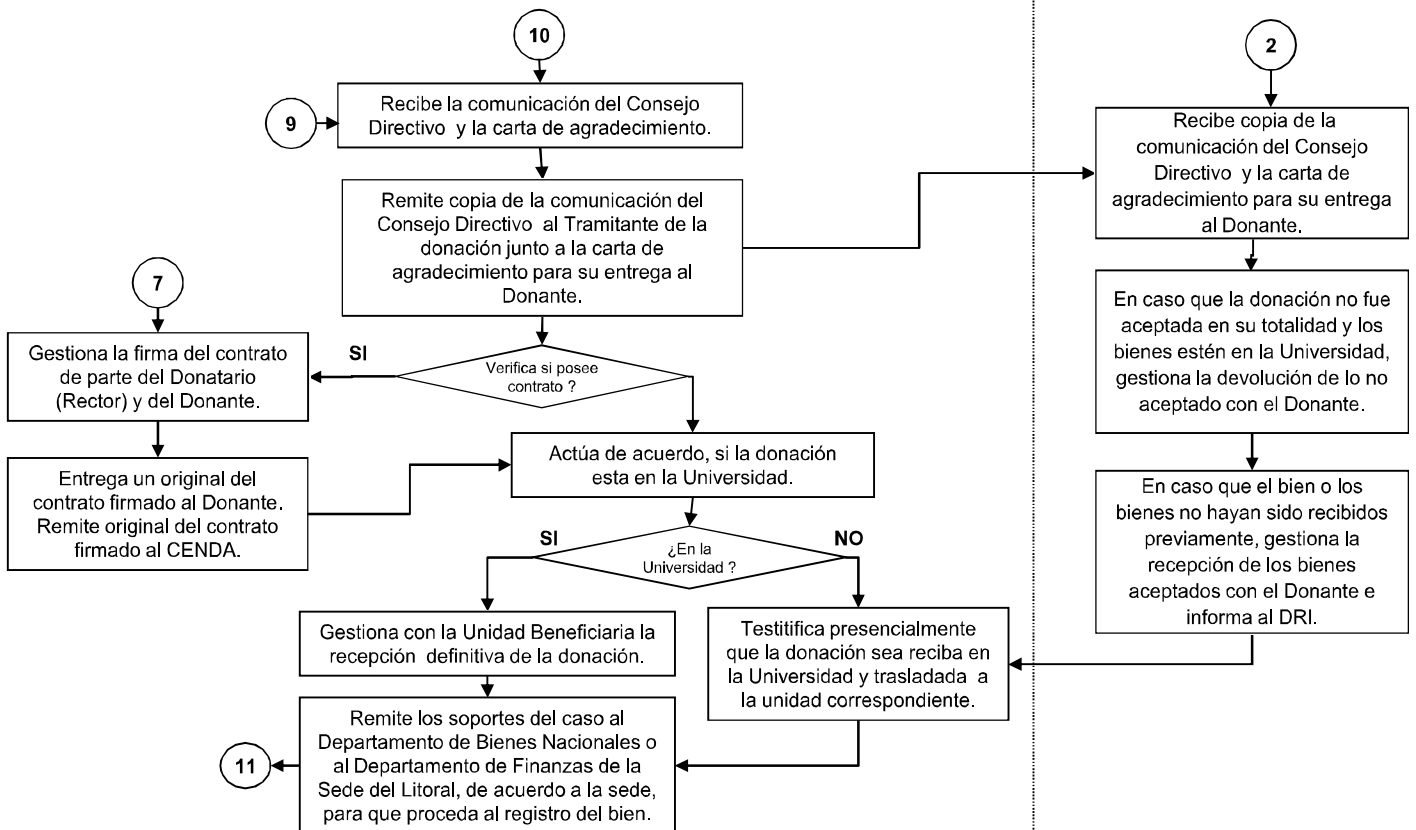 10
9
Recibe la comunicación del Consejo
Directivo y la carta de agradecimiento.
Remite copia de la comunicación del
Consejo Directivo al Tramitante de la
donación junto a la carta de
agradecimiento para su entrega al
Donante.
7
SI
Verifica si posee
contrato ?
Gestiona la firma del contrato
de parte del Donatario
(Rector) y del Donante.
Entrega un original del
contrato firmado al Donante.
Remite original del contrato
firmado al CENDA.
Actúa de acuerdo, si la donación
esta en la Universidad.
SI
¿En la
Universidad ?
NO
Gestiona con la Unidad Beneficiaria la
recepción definitiva de la donación.
Testitifica presencialmente
que la donación sea reciba en
la Universidad y trasladada a
la unidad correspondiente.
Remite los soportes del caso al
Departamento de Bienes Nacionales o
al Departamento de Finanzas de la
Sede del Litoral, de acuerdo a la sede,
para que proceda al registro del bien.
11
2
Recibe copia de la
comunicación del Consejo
Directivo y la carta de
agradecimiento para su entrega
al Donante.
En caso que la donación no fue
aceptada en su totalidad y los
bienes estén en la Universidad,
gestiona la devolución de lo no
aceptado con el Donante.
En caso que el bien o los
bienes no hayan sido recibidos
previamente, gestiona la
recepción de los bienes
aceptados con el Donante e
informa al DRI.